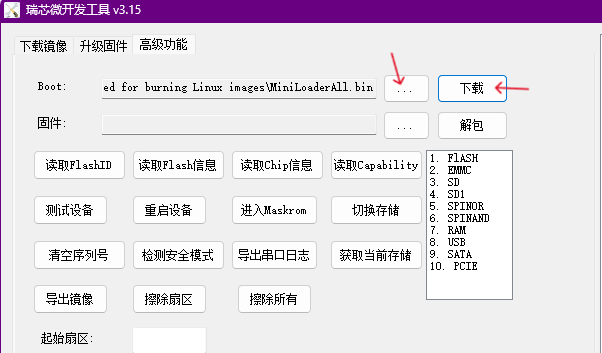 瑞芯微开发工具 v3.15
下载镜像 升级固件 高级功能
Boot: ed for burning Linux images\MiniLoaderAll.bin ... 下载
固件: ... 解包
读取FlashID 读取Flash信息 读取Chip信息 读取Capability
测试设备 重启设备 进入Maskrom 切换存储
清空序列号 检测安全模式 导出串口日志 获取当前存储
导出镜像 擦除扇区 擦除所有
1. FlASH
2. EMMC
3. SD
4. SD1
5. SPINOR
6. SPINAND
7. RAM
8. USB
9. SATA
10. PCIE
起始扇区: